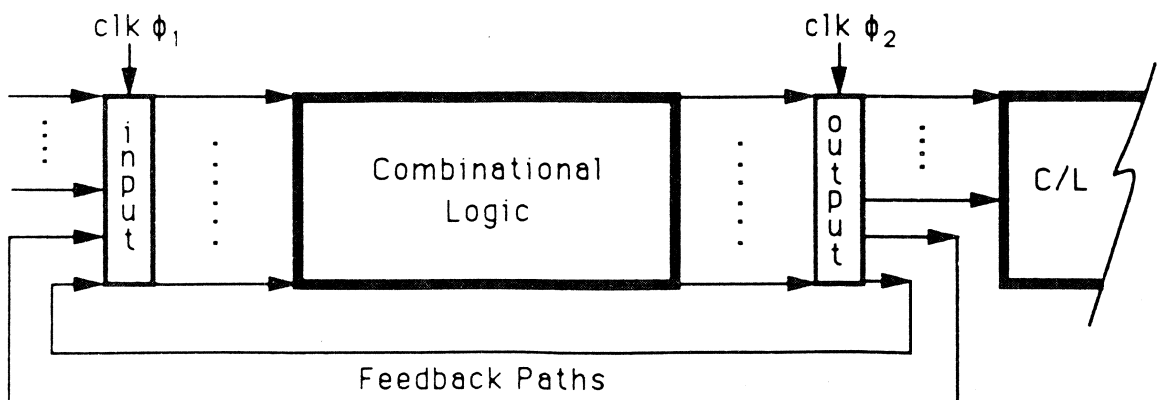 clk ϕ₁
clk ϕ₂
input
Combinational
Logic
output
C/L
Feedback Paths